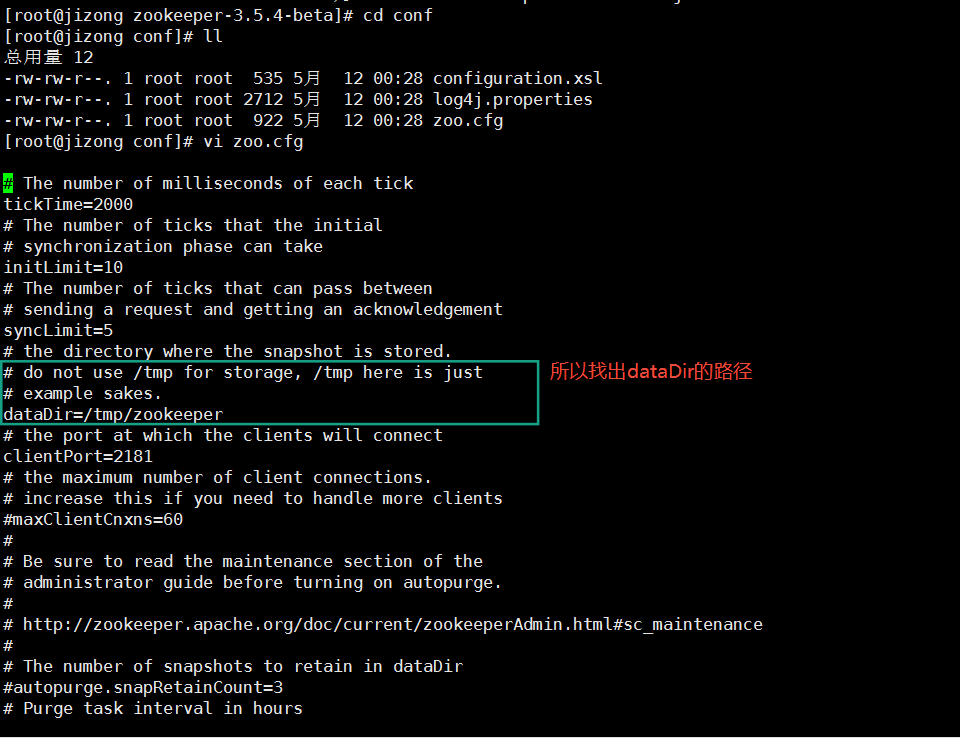 [root@jizong zookeeper-3.5.4-beta]# cd conf
[root@jizong conf]# ll
总用量 12
-rw-rw-r--. 1 root root  535 5月  12 00:28 configuration.xsl
-rw-rw-r--. 1 root root 2712 5月  12 00:28 log4j.properties
-rw-rw-r--. 1 root root  922 5月  12 00:28 zoo.cfg
[root@jizong conf]# vi zoo.cfg
# The number of milliseconds of each tick
tickTime=2000
# The number of ticks that the initial
# synchronization phase can take
initLimit=10
# The number of ticks that can pass between
# sending a request and getting an acknowledgement
syncLimit=5
# the directory where the snapshot is stored.
# do not use /tmp for storage, /tmp here is just
所以找出dataDir的路径
# example sakes.
dataDir=/tmp/zookeeper
# the port at which the clients will connect
clientPort=2181
# the maximum number of client connections.
# increase this if you need to handle more clients
#maxClientCnxns=60
#
# Be sure to read the maintenance section of the
# administrator guide before turning on autopurge.
#
# http://zookeeper.apache.org/doc/current/zookeeperAdmin.html#sc_maintenance
#
# The number of snapshots to retain in dataDir
#autopurge.snapRetainCount=3
# Purge task interval in hours